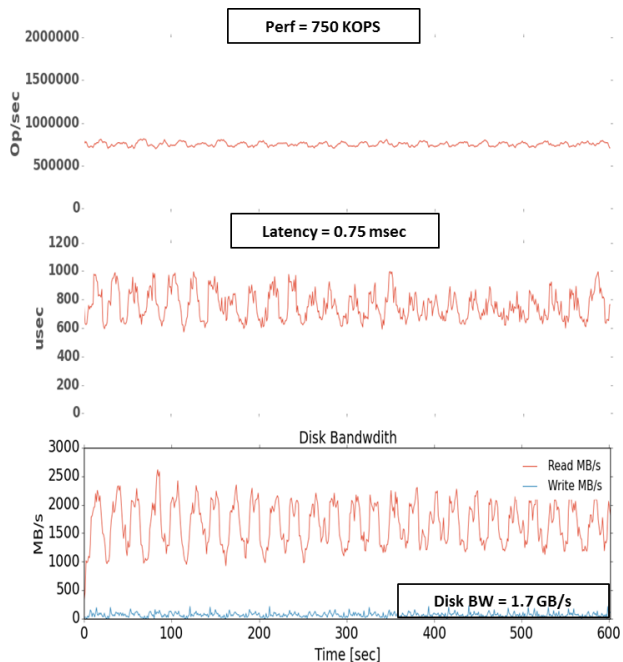 Perf = 750 KOPS
2000000
1500000
1000000
500000
0
Op/sec
Latency = 0.75 msec
1200
1000
800
600
400
200
0
usec
Disk Bandwdith
3000
2500
2000
1500
1000
500
0
MB/s
Read MB/s
Write MB/s
Disk BW = 1.7 GB/s
0 100 200 300 400 500 600
Time [sec]